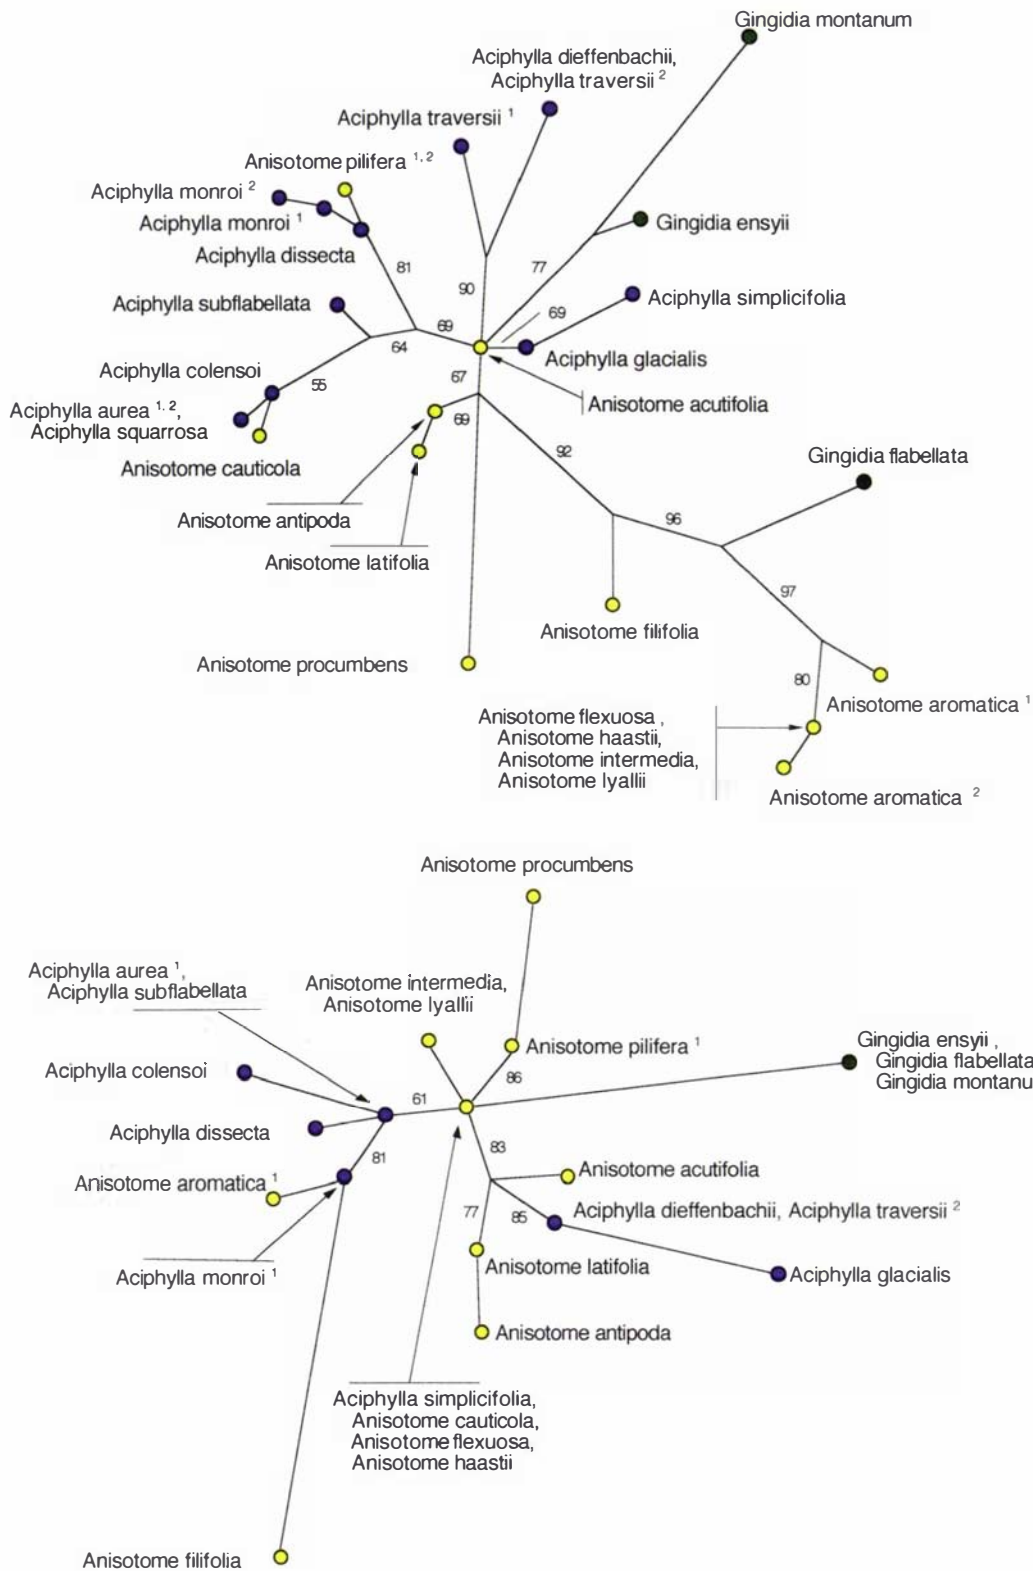 Gingidia montanum
Aciphylla dieffenbachii,
Aciphylla traversii 2
Aciphylla traversii 1
Anisotome pilifera 1, 2
Aciphylla monroi 2
Aciphylla monroi 1
Gingidia ensyii
Aciphylla dissecta
81
77
90
Aciphylla subflabellata
Aciphylla simplicifolia
69
69
64
Aciphylla glacialis
Aciphylla colensoi
55
67
Aciphylla aurea 1, 2,
Aciphylla squarrosa
69
Anisotome acutifolia
Anisotome cauticola
92
Gingidia flabellata
Anisotome antipoda
96
Anisotome latifolia
97
Anisotome filifolia
Anisotome procumbens
80
Anisotome aromatica 1
Anisotome flexuosa ,
Anisotome haastii,
Anisotome intermedia,
Anisotome lyallii
Anisotome aromatica 2
Anisotome procumbens
Aciphylla aurea 1,
Aciphylla subflabellata
Anisotome intermedia,
Anisotome lyallii
Anisotome pilifera 1
Gingidia ensyii ,
Gingidia flabellata
Gingidia montanu
Aciphylla colensoi
86
61
Aciphylla dissecta
83
81
Anisotome acutifolia
Anisotome aromatica 1
77
85
Aciphylla dieffenbachii, Aciphylla traversii 2
Anisotome latifolia
Aciphylla monroi 1
Aciphylla glacialis
Anisotome antipoda
Aciphylla simplicifolia,
Anisotome cauticola,
Anisotome flexuosa,
Anisotome haastii
Anisotome filifolia